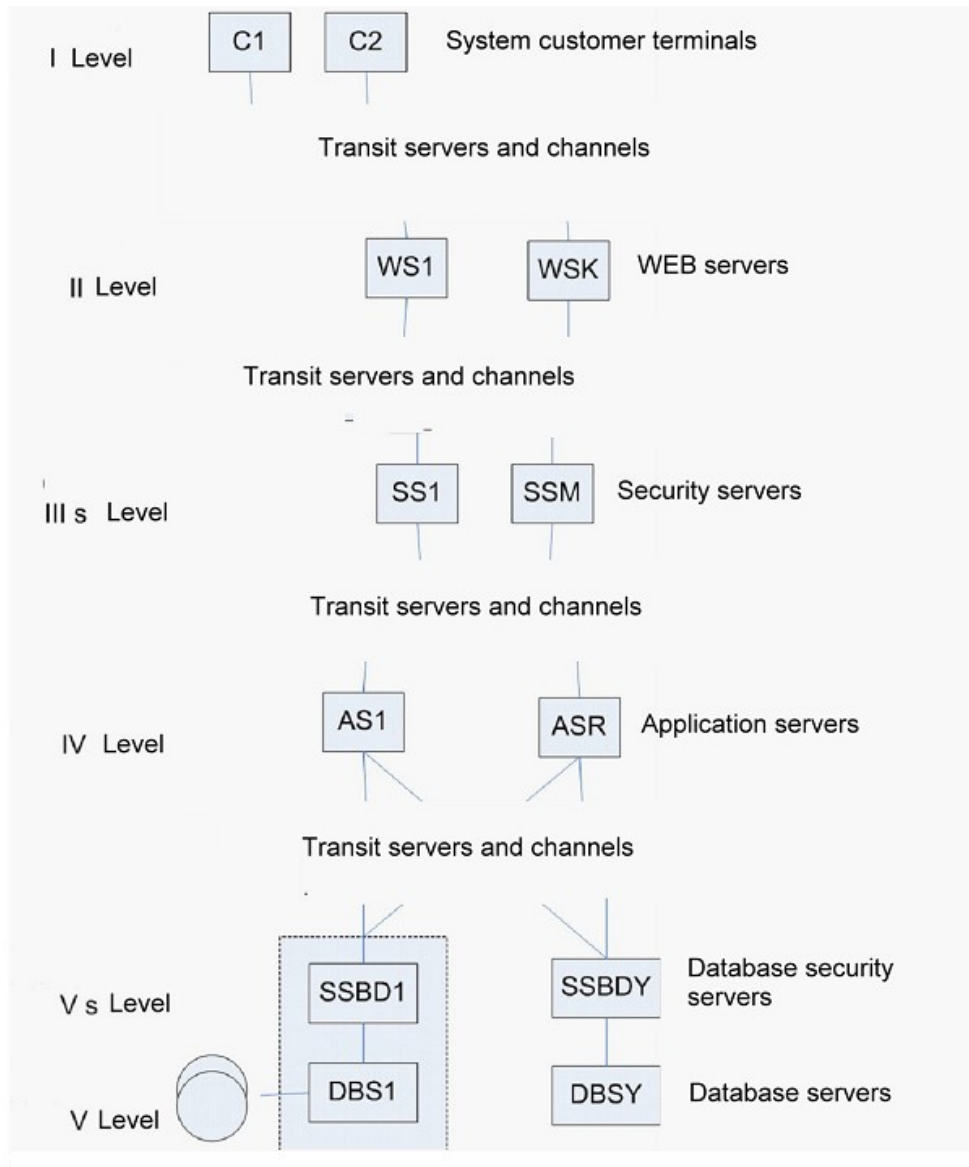 I Level
C1
C2
System customer terminals
Transit servers and channels
II Level
WS1
WSK
WEB servers
Transit servers and channels
III s Level
SS1
SSM
Security servers
Transit servers and channels
IV Level
AS1
ASR
Application servers
Transit servers and channels
V s Level
SSBD1
SSBDY
Database security
servers
V Level
DBS1
DBSY
Database servers